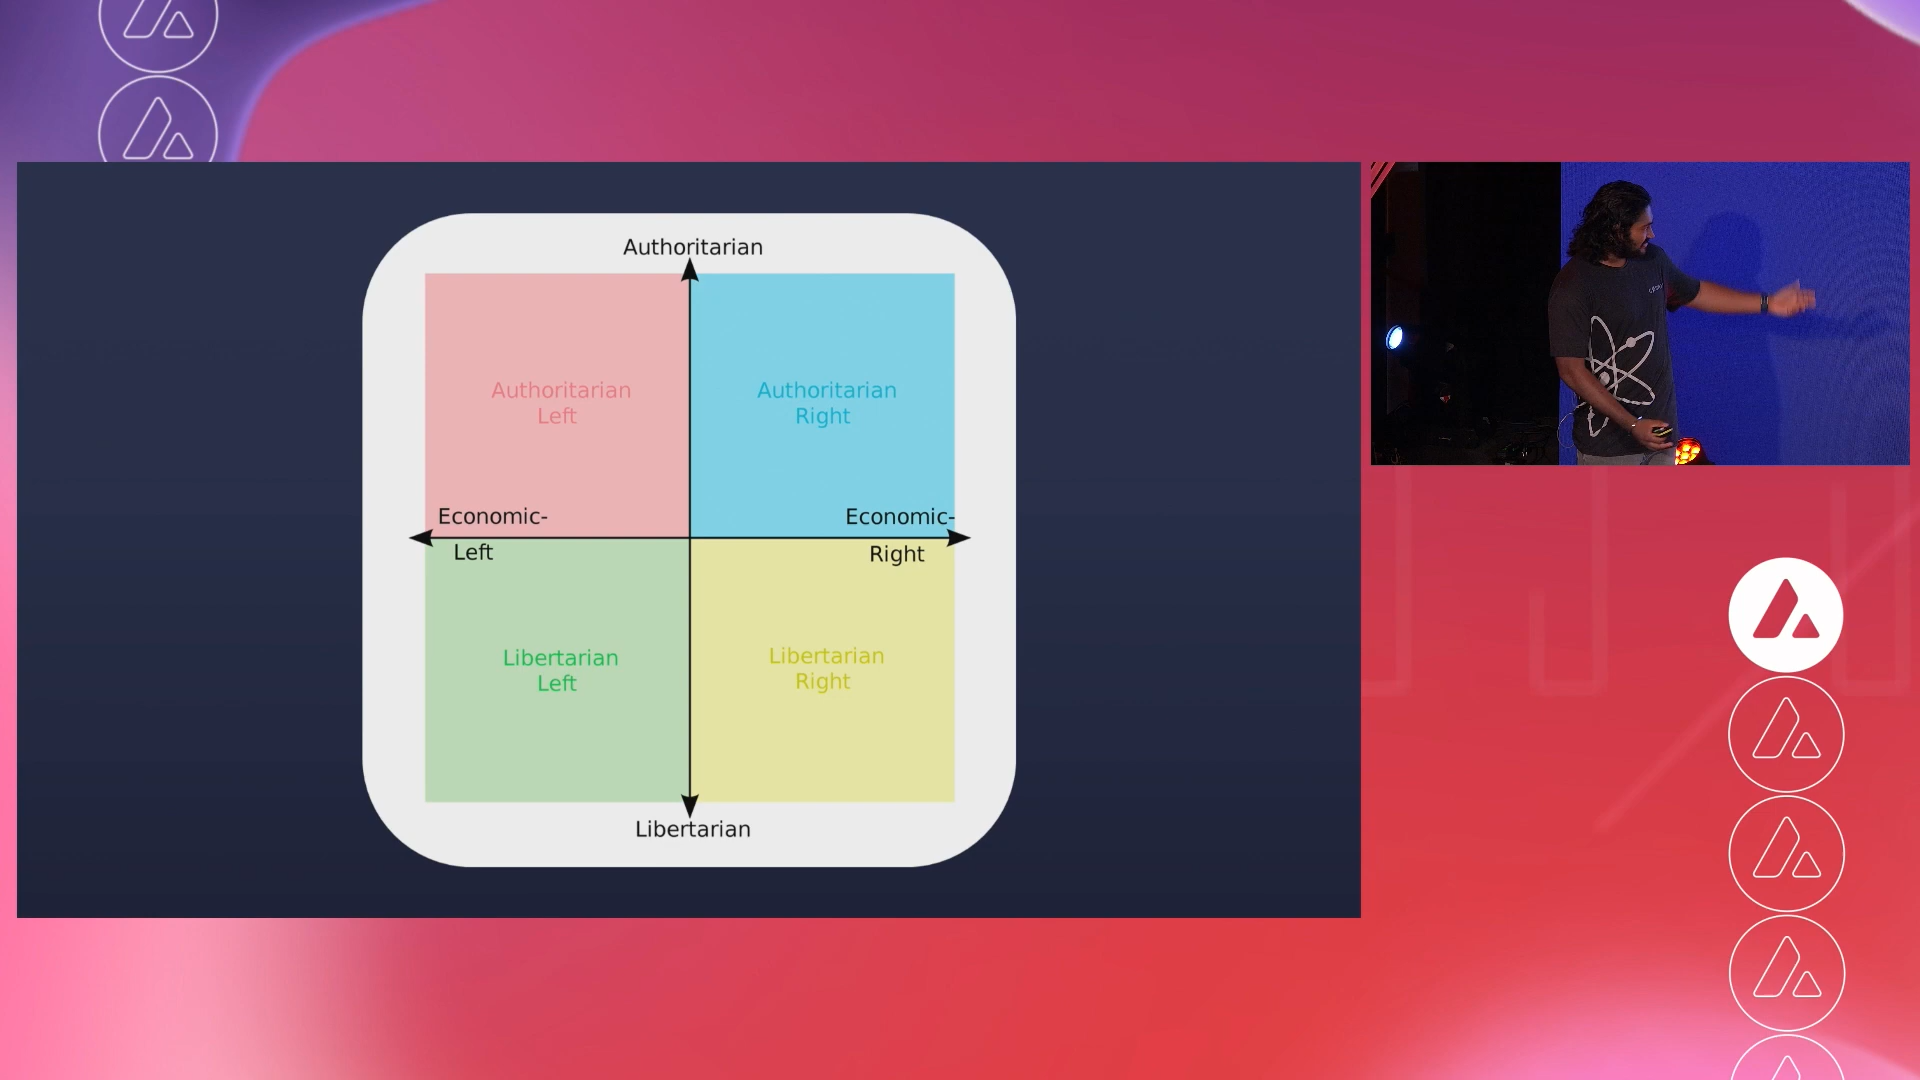 Authoritarian
Authoritarian
Left
Authoritarian
Right
Economic-
Left
Economic-
Right
Libertarian
Left
Libertarian
Right
Libertarian